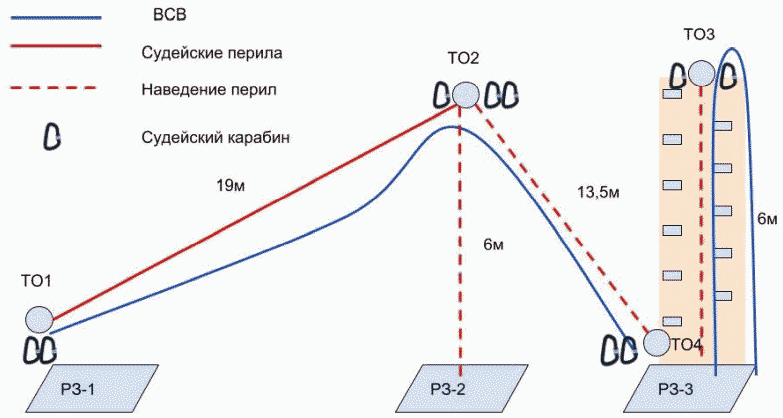 ВСВ
Судейские перила
Наведение перил
Судейский карабин
ТО1
ТО2
ТО3
ТО4
19м
13,5м
6м
6м
РЗ-1
РЗ-2
РЗ-3